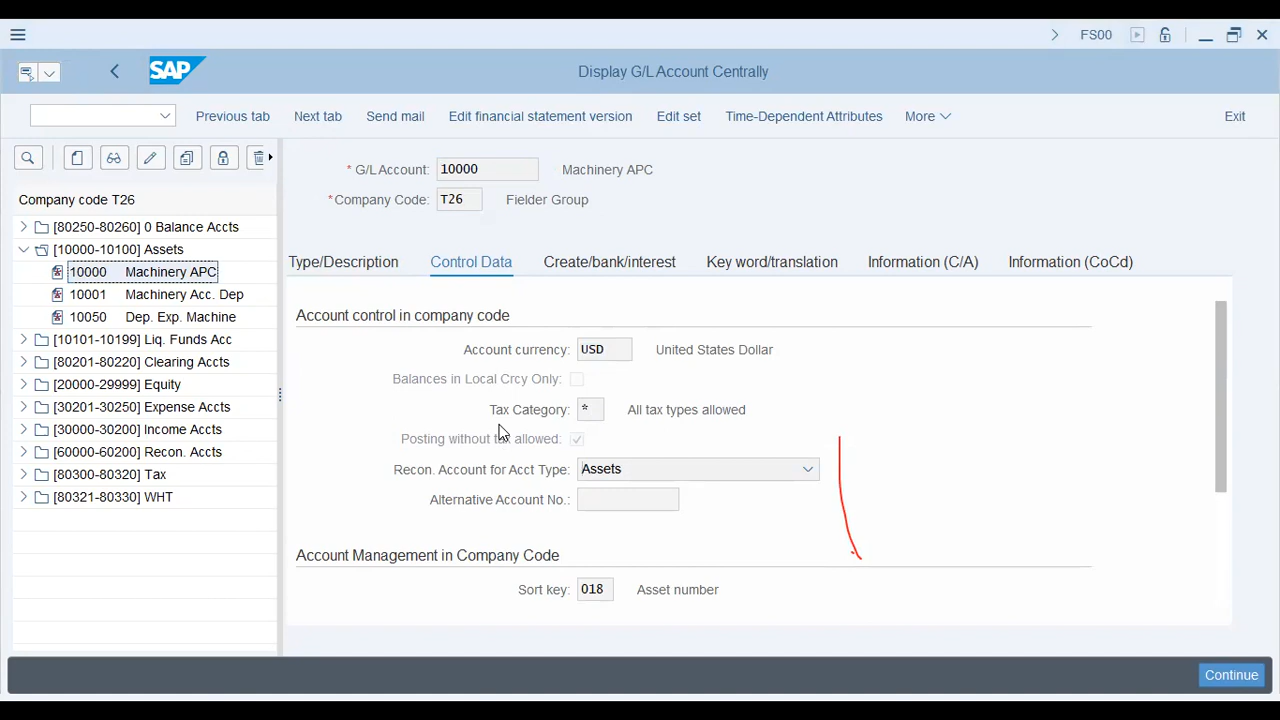 FS00
SAP
Display G/L Account Centrally
Previous tab Next tab Send mail Edit financial statement version Edit set Time-Dependent Attributes More Exit
* G/L Account: 10000 Machinery APC
Company code T26
* Company Code: T26 Fielder Group
[80250-80260] 0 Balance Accts
[10000-10100] Assets
10000 Machinery APC
10001 Machinery Acc. Dep
10050 Dep. Exp. Machine
[10101-10199] Liq. Funds Acc
[80201-80220] Clearing Accts
[20000-29999] Equity
[30201-30250] Expense Accts
[30000-30200] Income Accts
[60000-60200] Recon. Accts
[80300-80320] Tax
[80321-80330] WHT
Type/Description Control Data Create/bank/interest Key word/translation Information (C/A) Information (CoCd)
Account control in company code
Account currency: USD United States Dollar
Balances in Local Crcy Only:
Tax Category: * All tax types allowed
Posting without tax allowed:
Recon. Account for Acct Type: Assets
Alternative Account No.:
Account Management in Company Code
Sort key: 018 Asset number
Continue